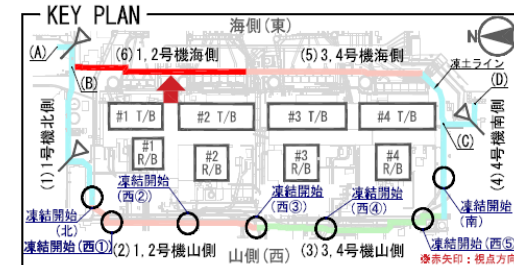 KEY PLAN
海側(東)
N
(A)
(6)1,2号機海側
(5)3,4号機海側
凍土ライン
(B)
(D)
#1 T/B
#2 T/B
#3 T/B
#4 T/B
(C)
(1)1号機北側
#1
R/B
#2
R/B
#3
R/B
#4
R/B
(4)4号機南側
凍結開始
(西②)
凍結開始
(西③)
凍結開始
(西④)
凍結開始
(南)
凍結開始
(北)
凍結開始(西①)
(2)1,2号機山側
山側(西)
(3)3,4号機山側
凍結開始(西⑤)
※赤矢印:視点方向